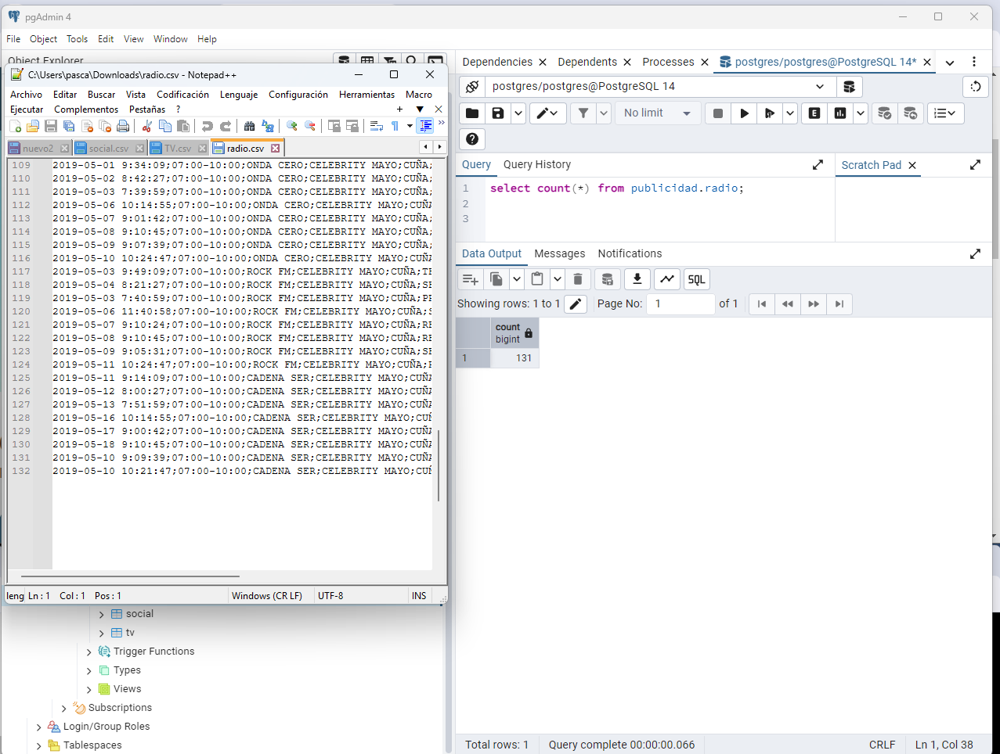 pgAdmin 4
File Object Tools Edit View Window Help
Object Explorer
C:\Users\pasca\Downloads\radio.csv - Notepad++
Archivo Editar Buscar Vista Codificación Lenguaje Configuración Herramientas Macro
Ejecutar Complementos Pestañas ?
nuevo2 social.csv TV.csv radio.csv
109 2019-05-01 9:34:09;07:00-10:00;ONDA CERO;CELEBRITY MAYO;CUÑA;
110 2019-05-02 8:42:27;07:00-10:00;ONDA CERO;CELEBRITY MAYO;CUÑA;
111 2019-05-03 7:39:59;07:00-10:00;ONDA CERO;CELEBRITY MAYO;CUÑA;
112 2019-05-06 10:14:55;07:00-10:00;ONDA CERO;CELEBRITY MAYO;CUÑA
113 2019-05-07 9:01:42;07:00-10:00;ONDA CERO;CELEBRITY MAYO;CUÑA;
114 2019-05-08 9:10:45;07:00-10:00;ONDA CERO;CELEBRITY MAYO;CUÑA;
115 2019-05-09 9:07:39;07:00-10:00;ONDA CERO;CELEBRITY MAYO;CUÑA;
116 2019-05-10 10:24:47;07:00-10:00;ONDA CERO;CELEBRITY MAYO;CUÑA
117 2019-05-03 9:49:09;07:00-10:00;ROCK FM;CELEBRITY MAYO;CUÑA;
118 2019-05-04 8:21:27;07:00-10:00;ROCK FM;CELEBRITY MAYO;CUÑA;
119 2019-05-03 7:40:59;07:00-10:00;ROCK FM;CELEBRITY MAYO;CUÑA;
120 2019-05-06 11:40:58;07:00-10:00;ROCK FM;CELEBRITY MAYO;CUÑA;
121 2019-05-07 9:10:24;07:00-10:00;ROCK FM;CELEBRITY MAYO;CUÑA;
122 2019-05-08 9:10:45;07:00-10:00;ROCK FM;CELEBRITY MAYO;CUÑA;
123 2019-05-09 9:05:31;07:00-10:00;ROCK FM;CELEBRITY MAYO;CUÑA;
124 2019-05-11 10:24:47;07:00-10:00;ROCK FM;CELEBRITY MAYO;CUÑA;
125 2019-05-11 9:14:09;07:00-10:00;CADENA SER;CELEBRITY MAYO;CUÑA
126 2019-05-12 8:00:27;07:00-10:00;CADENA SER;CELEBRITY MAYO;CUÑA
127 2019-05-13 7:51:59;07:00-10:00;CADENA SER;CELEBRITY MAYO;CUÑA
128 2019-05-16 10:14:55;07:00-10:00;CADENA SER;CELEBRITY MAYO;CUÑ
129 2019-05-17 9:00:42;07:00-10:00;CADENA SER;CELEBRITY MAYO;CUÑA
130 2019-05-18 9:10:45;07:00-10:00;CADENA SER;CELEBRITY MAYO;CUÑA
131 2019-05-10 9:09:39;07:00-10:00;CADENA SER;CELEBRITY MAYO;CUÑA
132 2019-05-10 10:21:47;07:00-10:00;CADENA SER;CELEBRITY MAYO;CUÑ
leng Ln : 1 Col : 1 Pos : 1 Windows (CR LF) UTF-8 INS
social
tv
Trigger Functions
Types
Views
Subscriptions
Login/Group Roles
Tablespaces
Dependencies Dependents Processes postgres/postgres@PostgreSQL 14*
postgres/postgres@PostgreSQL 14
No limit
E
Query Query History
Scratch Pad
1 select count(*) from publicidad.radio;
2
3
Data Output Messages Notifications
SQL
Showing rows: 1 to 1 Page No: 1 of 1
count
bigint
1 131
Total rows: 1 Query complete 00:00:00.066 CRLF Ln 1, Col 38